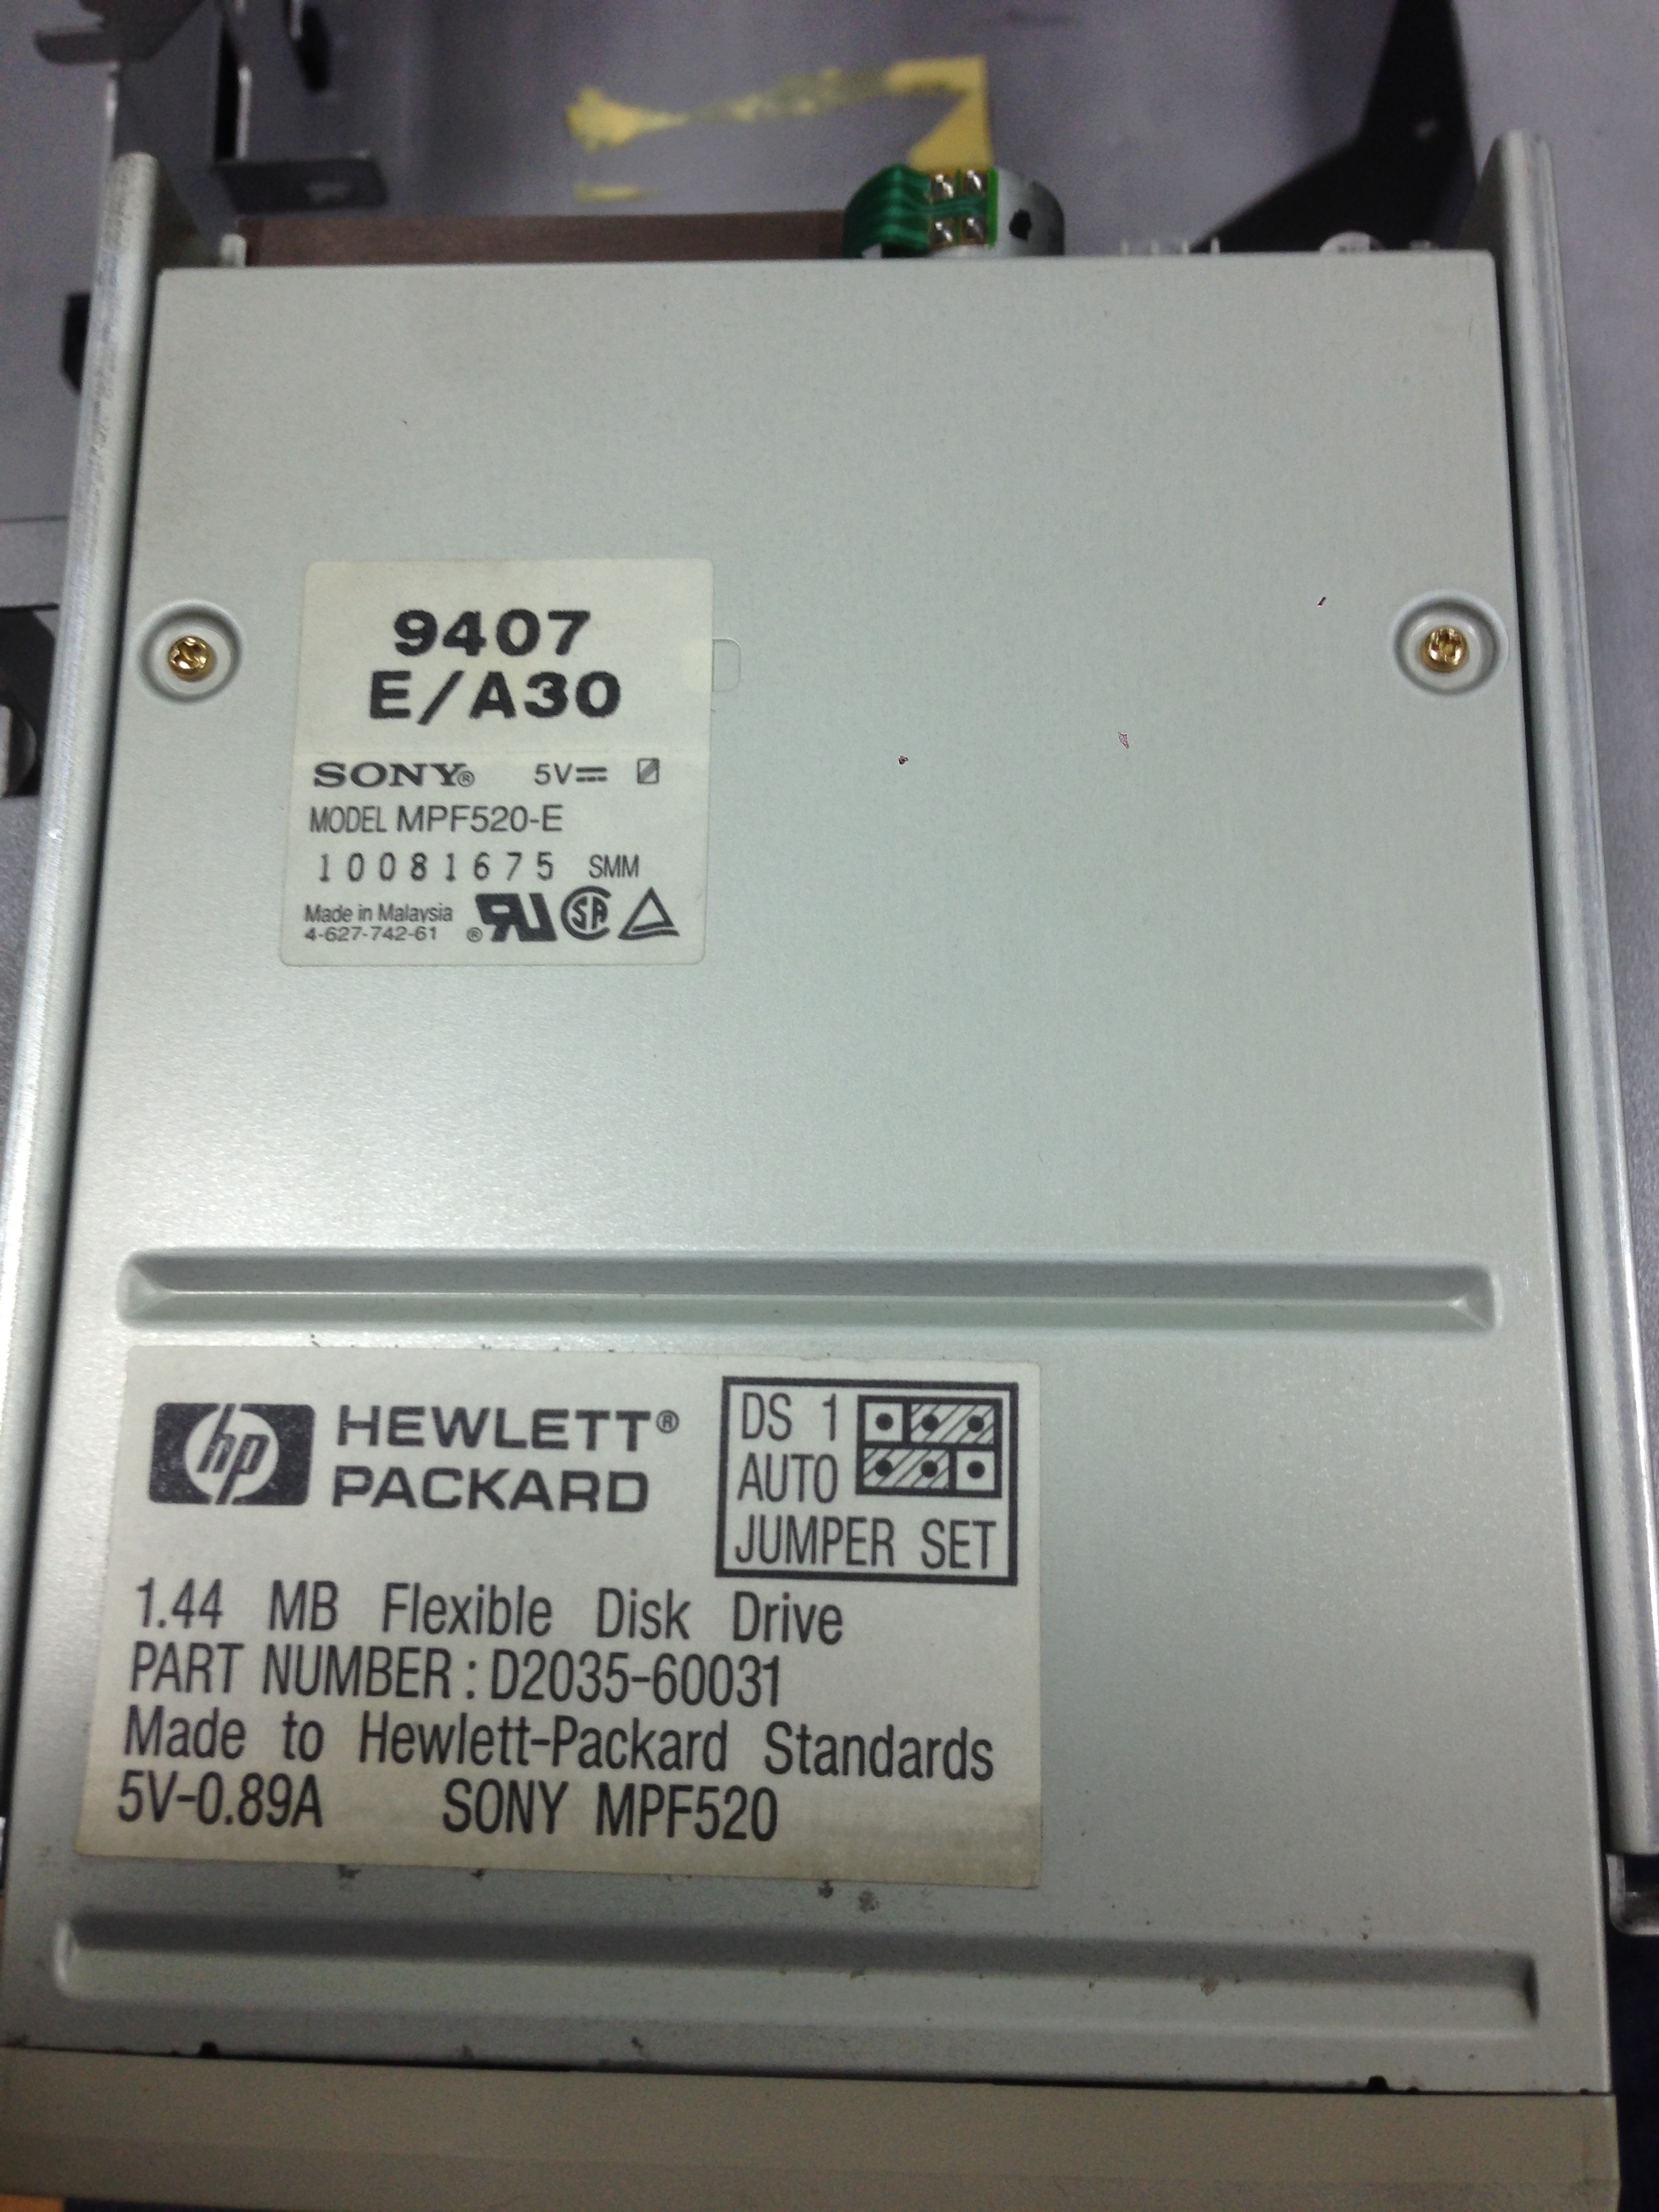 9407
E/A30
SONY® 5V
MODEL MPF520-E
10081675 SMM
Made in Malaysia
4-627-742-61 ®
hp HEWLETT®
PACKARD
DS 1
AUTO
JUMPER SET
1.44 MB Flexible Disk Drive
PART NUMBER: D2035-60031
Made to Hewlett-Packard Standards
5V-0.89A SONY MPF520